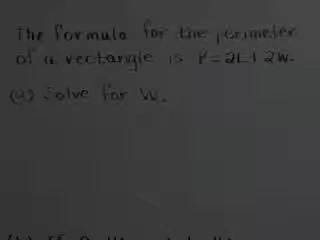 The formula for the perimeter
of a rectangle is P = 2L + 2W.
(a) Solve for W.